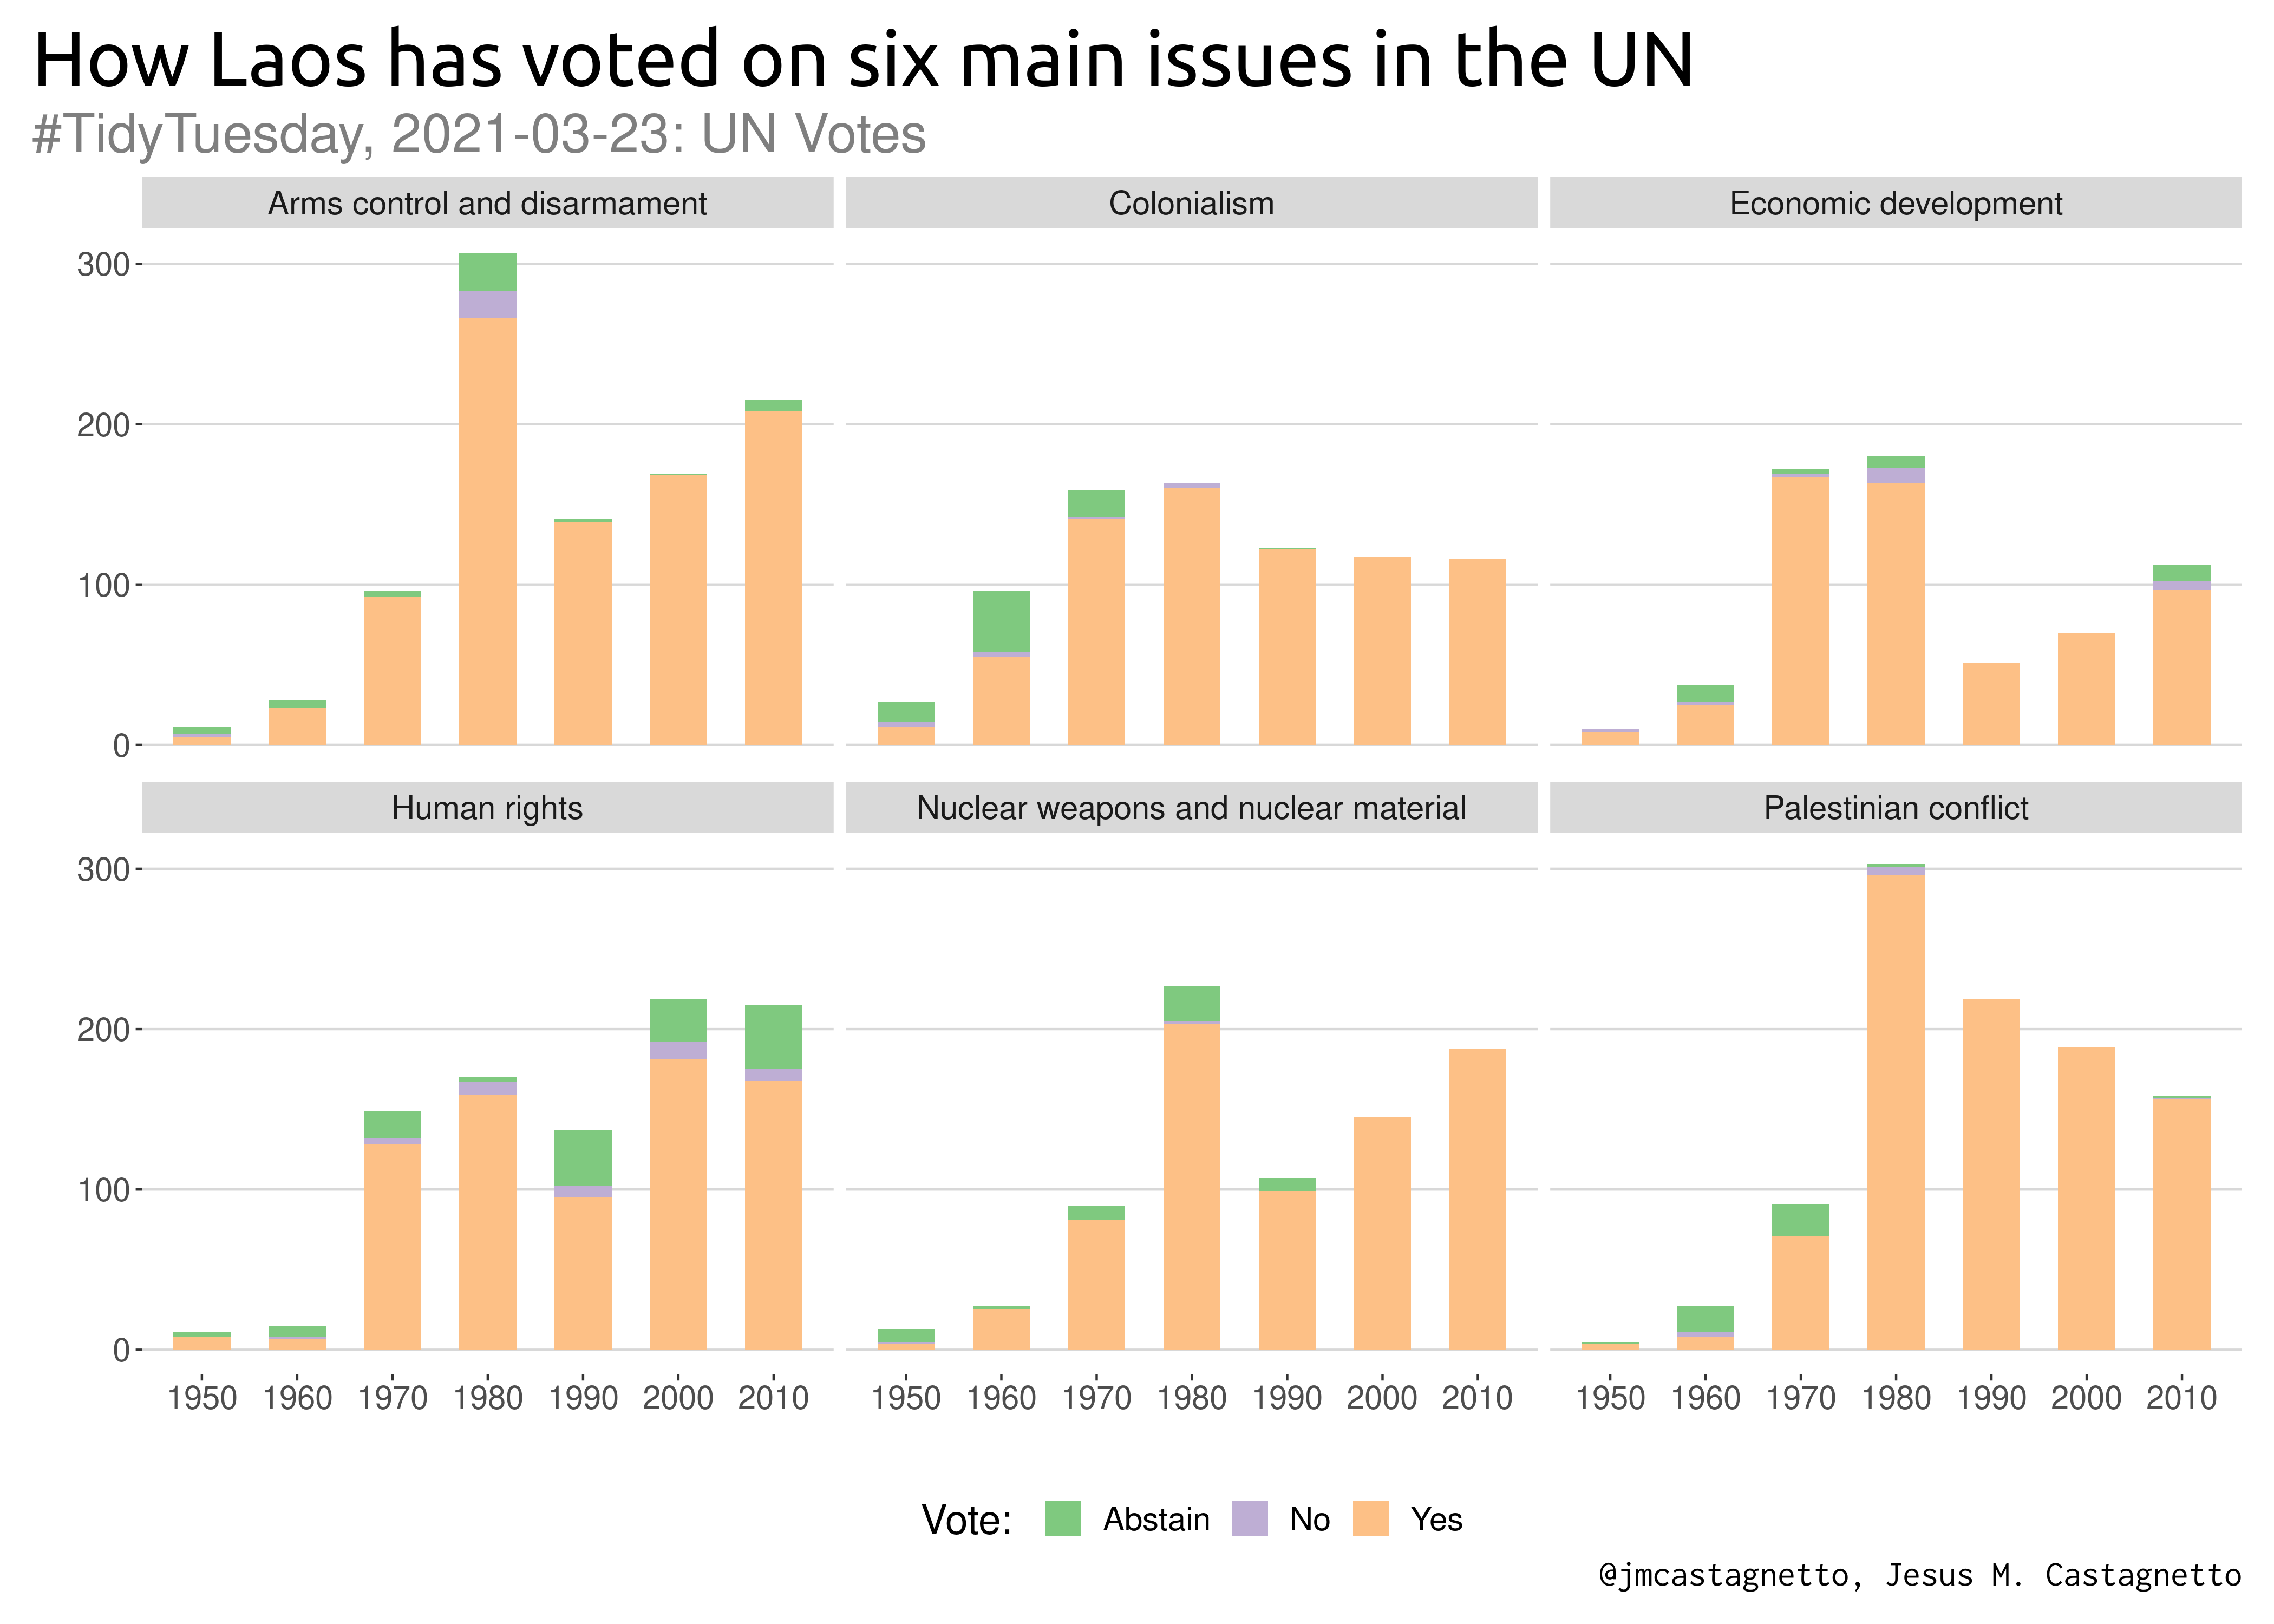 How Laos has voted on six main issues in the UN
#TidyTuesday, 2021-03-23: UN Votes
Arms control and disarmament
Colonialism
Economic development
300
200
100
0
Human rights
Nuclear weapons and nuclear material
Palestinian conflict
300
200
100
0
1950 1960 1970 1980 1990 2000 2010
1950 1960 1970 1980 1990 2000 2010
1950 1960 1970 1980 1990 2000 2010
Vote: Abstain No Yes
@jmcastagnetto, Jesus M. Castagnetto